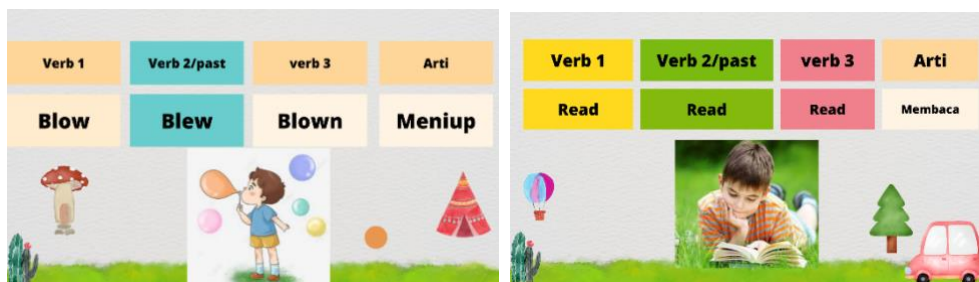 Verb 1 Verb 2/past verb 3 Arti
Blow Blew Blown Meniup
Verb 1 Verb 2/past verb 3 Arti
Read Read Read Membaca